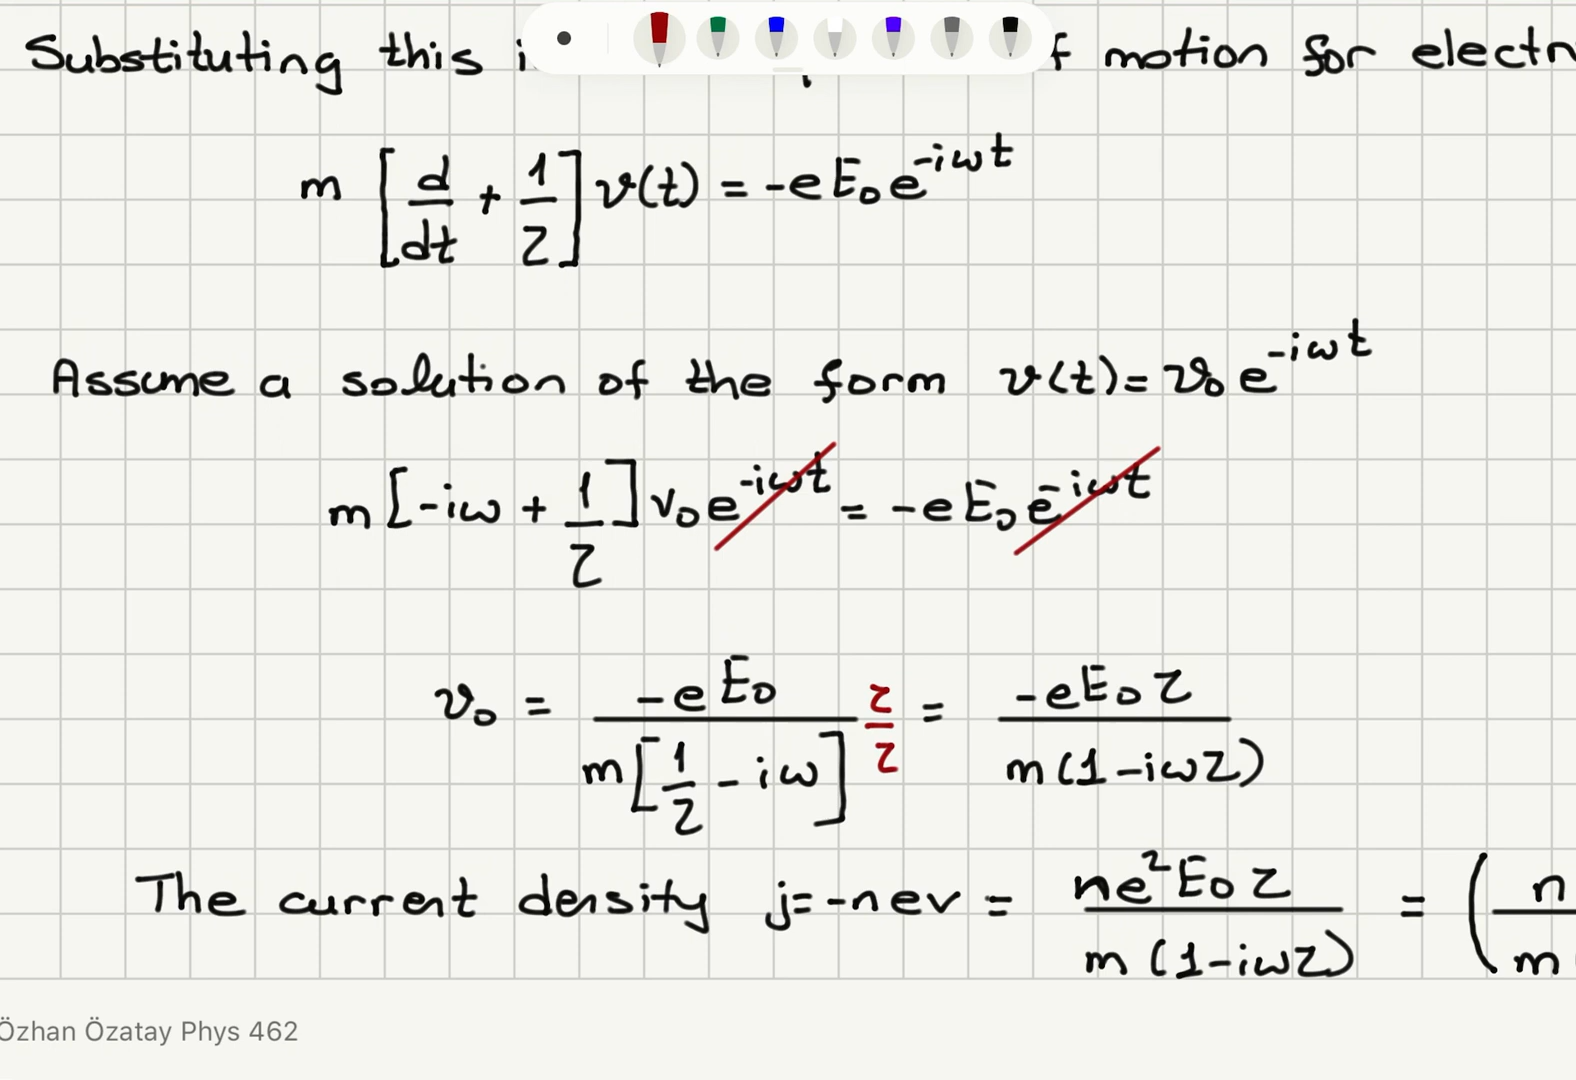 Substituting this i f motion for electr
m [d/dt + 1/τ] v(t) = -eE₀e^{-iωt}
Assume a solution of the form v(t)= v₀ e^{-iωt}
m[-iω + 1/τ] v₀e^{-iωt} = -eE₀e^{-iωt}
v₀ = -eE₀ / m[1/τ - iω] τ/τ = -eE₀τ / m(1-iωτ)
The current density j=-nev = ne²E₀τ / m(1-iωτ) = (n / m
Özhan Özatay Phys 462